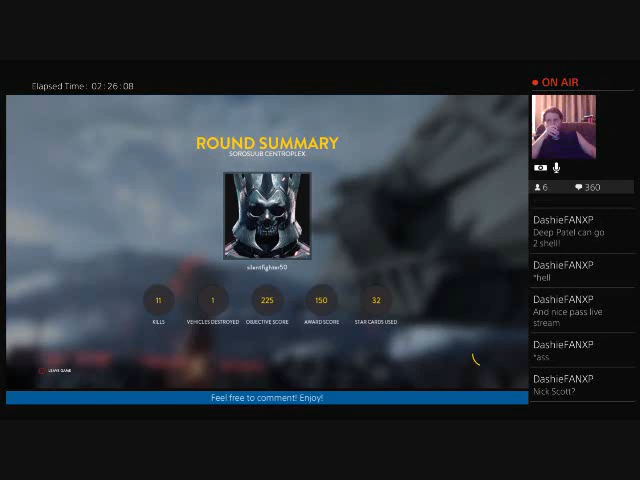 Elapsed Time: 02:26:08
ON AIR
ROUND SUMMARY
SOROSUUB CENTROPLEX
silentfighter50
11
1
225
150
32
KILLS
VEHICLES DESTROYED
OBJECTIVE SCORE
AWARD SCORE
STAR CARDS USED
LEAVE GAME
Feel free to comment! Enjoy!
6
360
DashieFANXP
Deep Patel can go
2 shell!
DashieFANXP
*hell
DashieFANXP
And nice pass live
stream
DashieFANXP
*ass
DashieFANXP
Nick Scott?